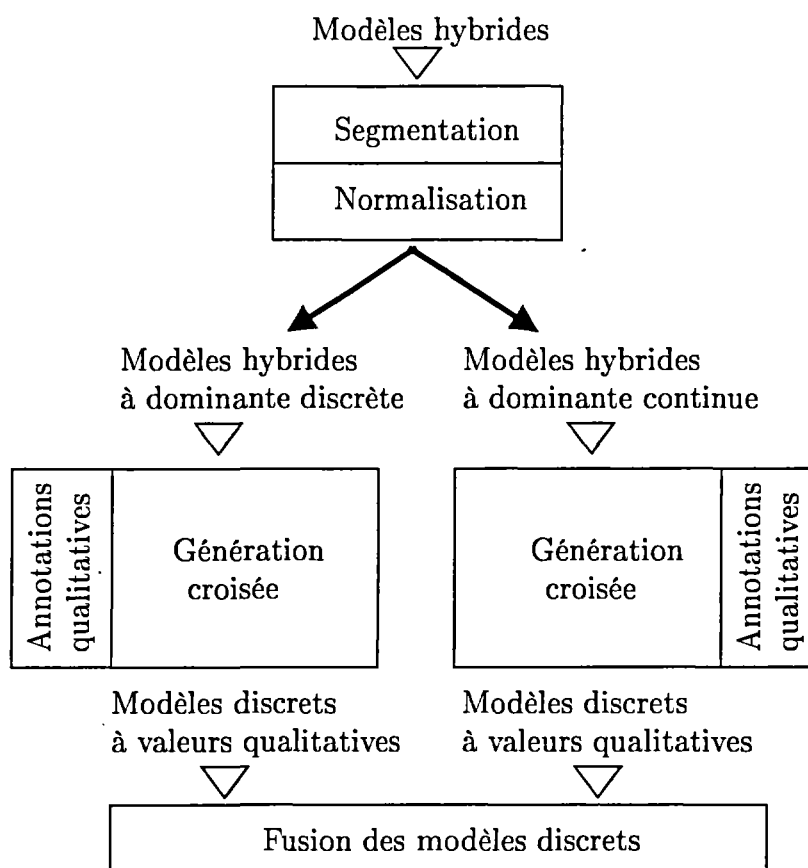 Modèles hybrides
Segmentation
Normalisation
Modèles hybrides
à dominante discrète
Modèles hybrides
à dominante continue
Annotations
qualitatives
Génération
croisée
Génération
croisée
Annotations
qualitatives
Modèles discrets
à valeurs qualitatives
Modèles discrets
à valeurs qualitatives
Fusion des modèles discrets